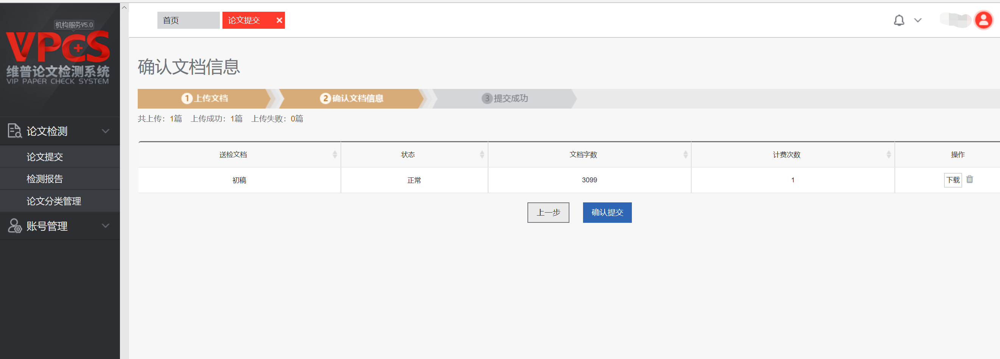 机构服务V5.0
VPCS
维普论文检测系统
VIP PAPER CHECK SYSTEM
论文检测
论文提交
检测报告
论文分类管理
账号管理
首页 论文提交
确认文档信息
1 上传文档 2 确认文档信息 3 提交成功
共上传：1篇 上传成功：1篇 上传失败：0篇
送检文档 状态 文档字数 计费次数 操作
初稿 正常 3099 1 下载
上一步 确认提交